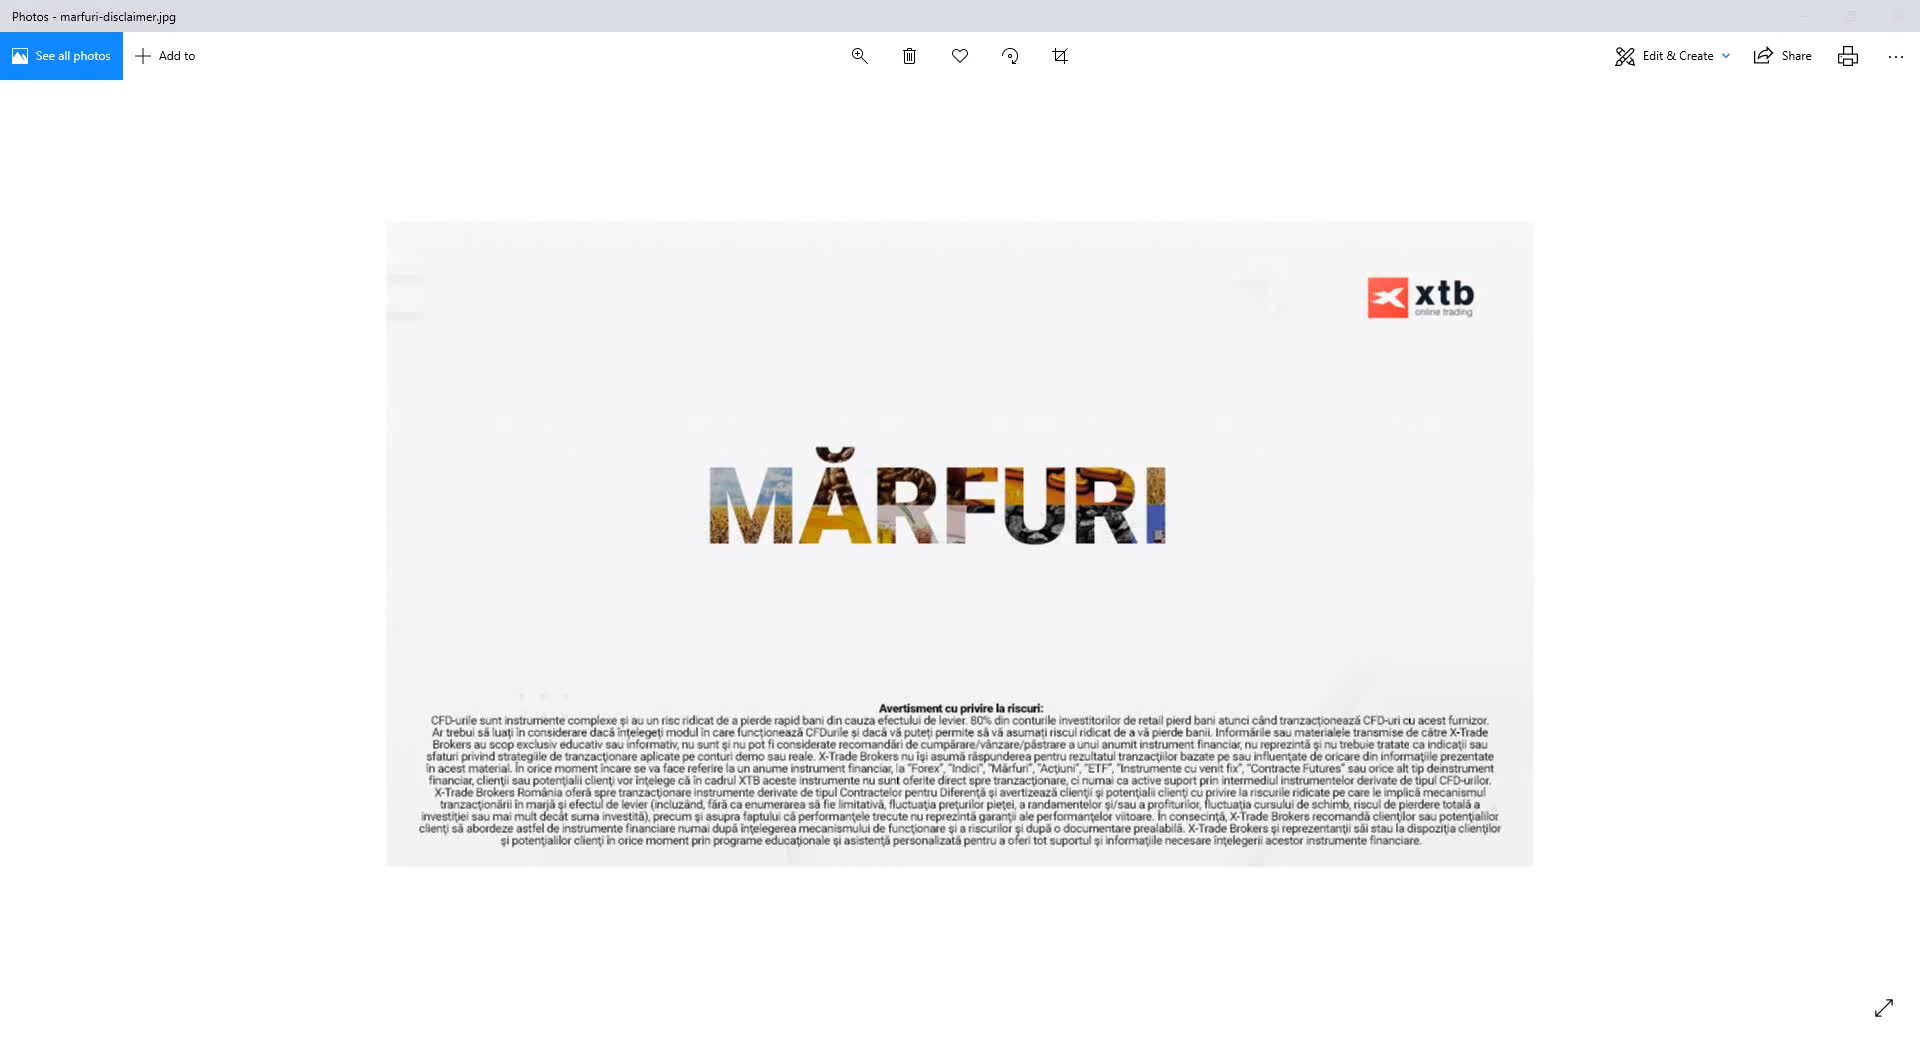 Photos - marfuri-disclaimer.jpg
See all photos
Add to
Edit & Create
Share
xtb
online trading
MĂRFURI
Avertisment cu privire la riscuri:
CFD-urile sunt instrumente complexe și au un risc ridicat de a pierde rapid bani din cauza efectului de levier. 80% din conturile investitorilor de retail pierd bani atunci când tranzacționează CFD-uri cu acest furnizor.
Ar trebui să luați în considerare dacă înțelegeți modul în care funcționează CFDurile și dacă vă puteți permite să vă asumați riscul ridicat de a vă pierde banii. Informările sau materialele transmise de către X-Trade
Brokers au scop exclusiv educativ sau informativ, nu sunt și nu pot fi considerate recomandări de cumpărare/vânzare/păstrare a unui anumit instrument financiar, nu reprezintă și nu trebuie tratate ca indicații sau
sfaturi privind strategiile de tranzacționare aplicate pe conturi demo sau reale. X-Trade Brokers nu își asumă răspunderea pentru rezultatul tranzacțiilor bazate pe sau influențate de oricare din informațiile prezentate
în acest material. În orice moment încare se va face referire la un anume instrument financiar, la "Forex", "Indici", "Mărfuri", "Acțiuni", "ETF", "Instrumente cu venit fix", "Contracte Futures" sau orice alt tip deinstrument
financiar, clienții sau potențialii clienți vor înțelege că în cadrul XTB aceste instrumente nu sunt oferite direct spre tranzacționare, ci numai ca active suport prin intermediul instrumentelor derivate de tipul CFD-urilor.
X-Trade Brokers România oferă spre tranzacționare instrumente derivate de tipul Contractelor pentru Diferență și avertizează clienții și potențialii clienți cu privire la riscurile ridicate pe care le implică mecanismul
tranzacționării în marjă și efectul de levier (incluzând, fără ca enumerarea să fie limitativă, fluctuația prețurilor pieței, a randamentelor și/sau a profiturilor, fluctuația cursului de schimb, riscul de pierdere totală a
investiției sau mai mult decât suma investită), precum și asupra faptului că performanțele trecute nu reprezintă garanții ale performanțelor viitoare. În consecință, X-Trade Brokers recomandă clienților sau potențialilor
clienți să abordeze astfel de instrumente financiare numai după înțelegerea mecanismului de funcționare și a riscurilor și după o documentare prealabilă. X-Trade Brokers și reprezentanții săi stau la dispoziția clienților
și potențialilor clienți în orice moment prin programe educaționale și asistență personalizată pentru a oferi tot suportul și informațiile necesare înțelegerii acestor instrumente financiare.